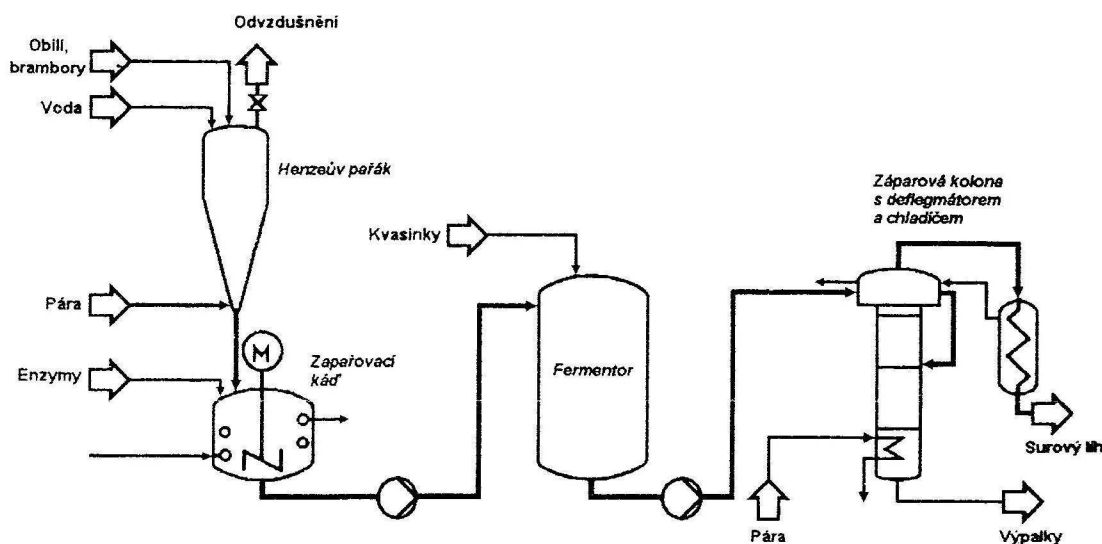 Odvzdušnění
Obilí,
brambory
Voda
Henzeův pařák
Záparová kolona
s deflegmátorem
a chladičem
Kvasinky
Pára
M
Zapařovací
káď
Enzymy
Fermentor
Surový líh
Pára
Výpalky